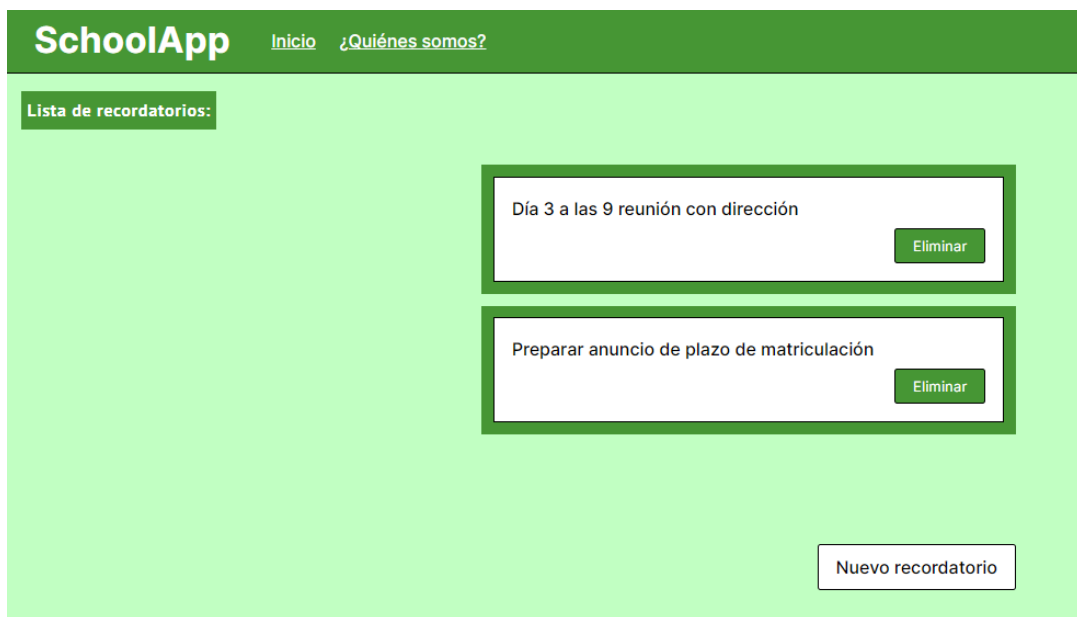 SchoolApp Inicio ¿Quiénes somos?
Lista de recordatorios:
Día 3 a las 9 reunión con dirección
Eliminar
Preparar anuncio de plazo de matriculación
Eliminar
Nuevo recordatorio